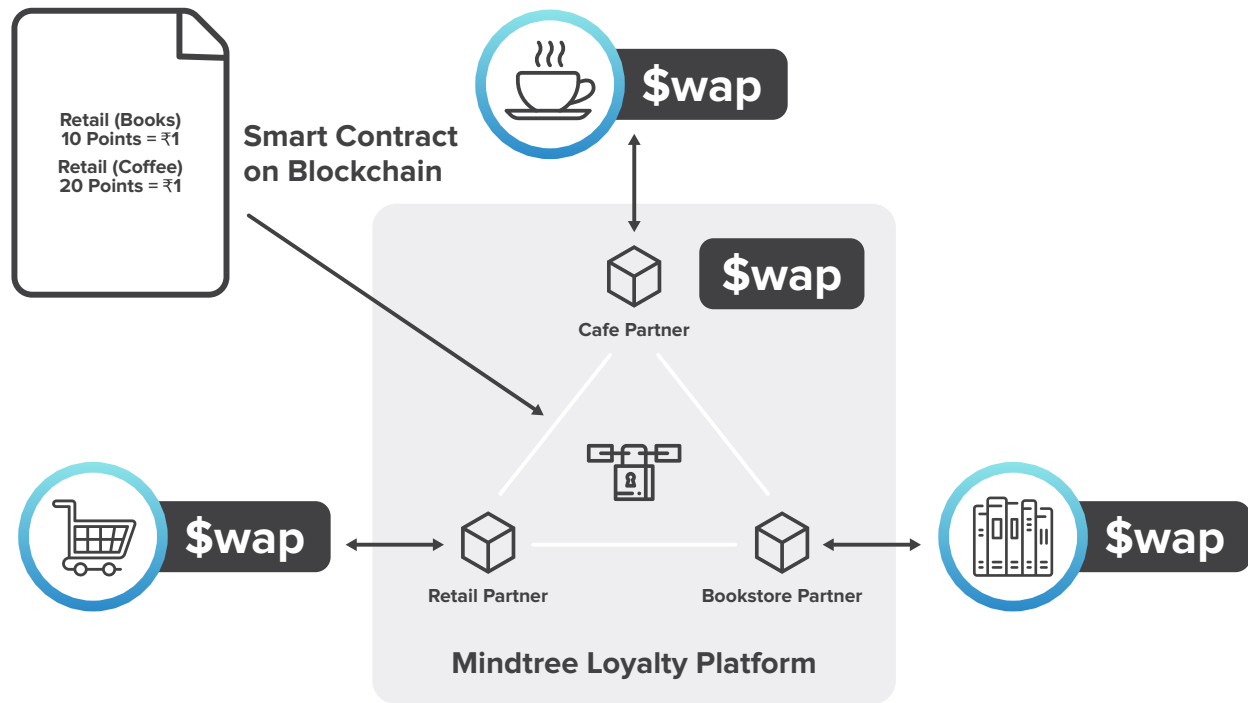 Retail (Books)
10 Points = ₹1
Retail (Coffee)
20 Points = ₹1
Smart Contract
on Blockchain
$wap
$wap
Cafe Partner
$wap
$wap
Retail Partner
Bookstore Partner
Mindtree Loyalty Platform